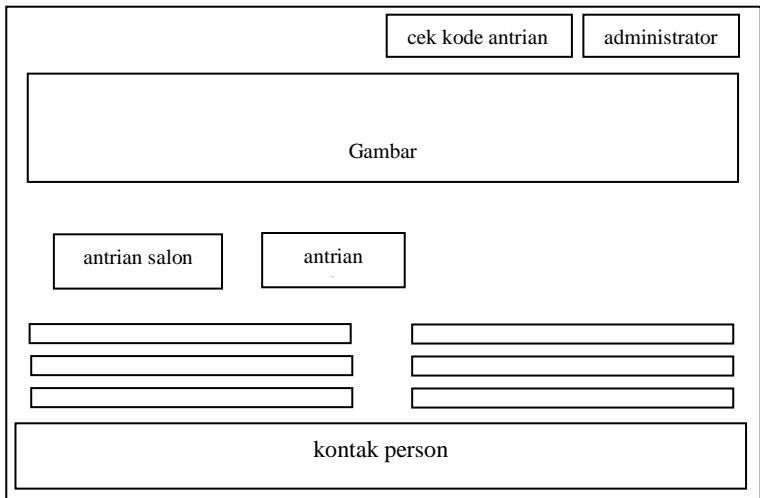 cek kode antrian
administrator
Gambar
antrian salon
antrian
kontak person